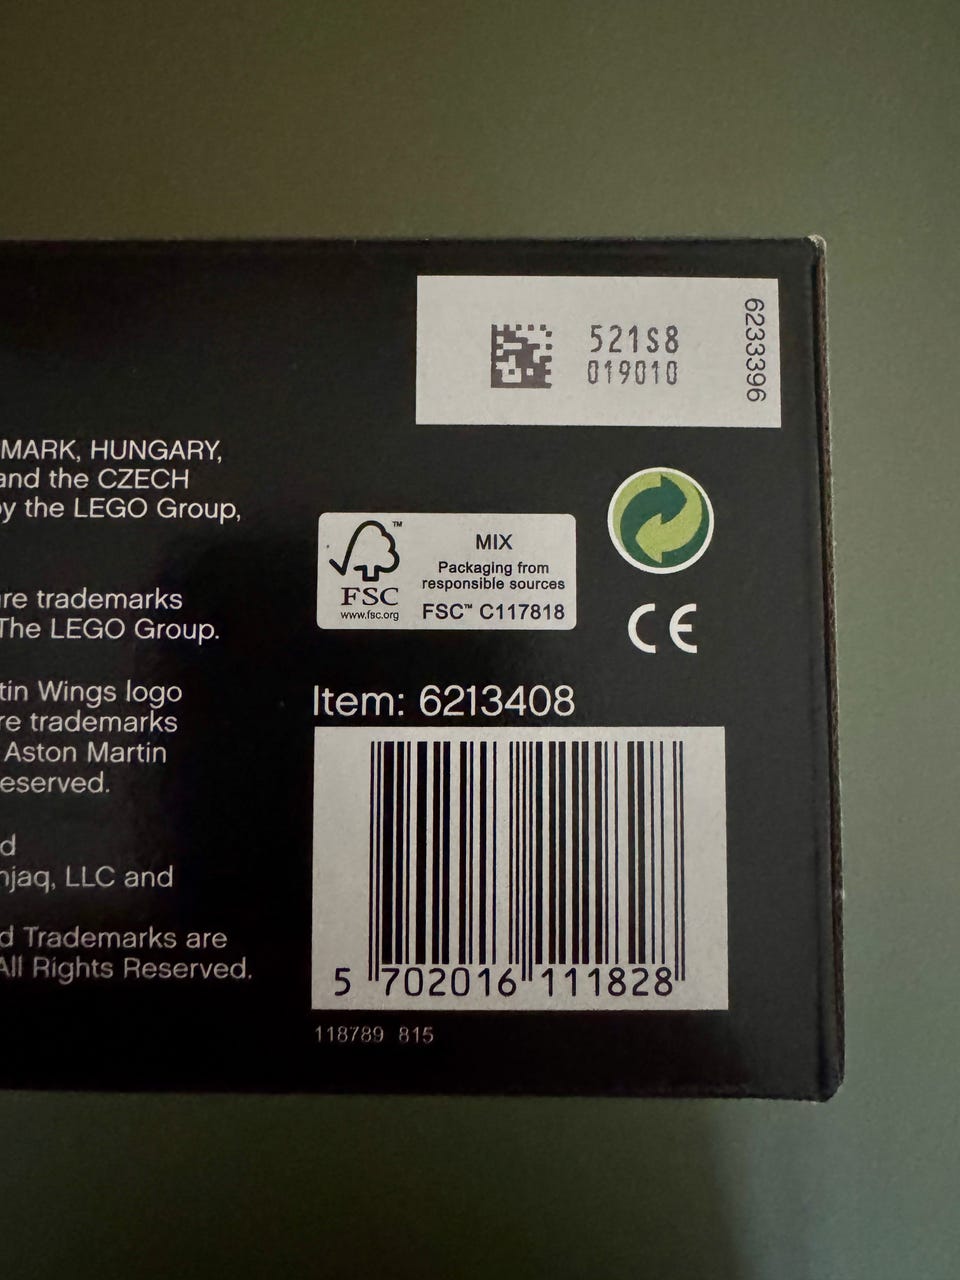 521S8
019010
6233396
MARK, HUNGARY,
and the CZECH
by the LEGO Group,
™
MIX
Packaging from
responsible sources
FSC
www.fsc.org
FSC™ C117818
CE
re trademarks
The LEGO Group.
tin Wings logo
re trademarks
Aston Martin
eserved.
d
njaq, LLC and
d Trademarks are
All Rights Reserved.
Item: 6213408
5 702016 111828
118789 815